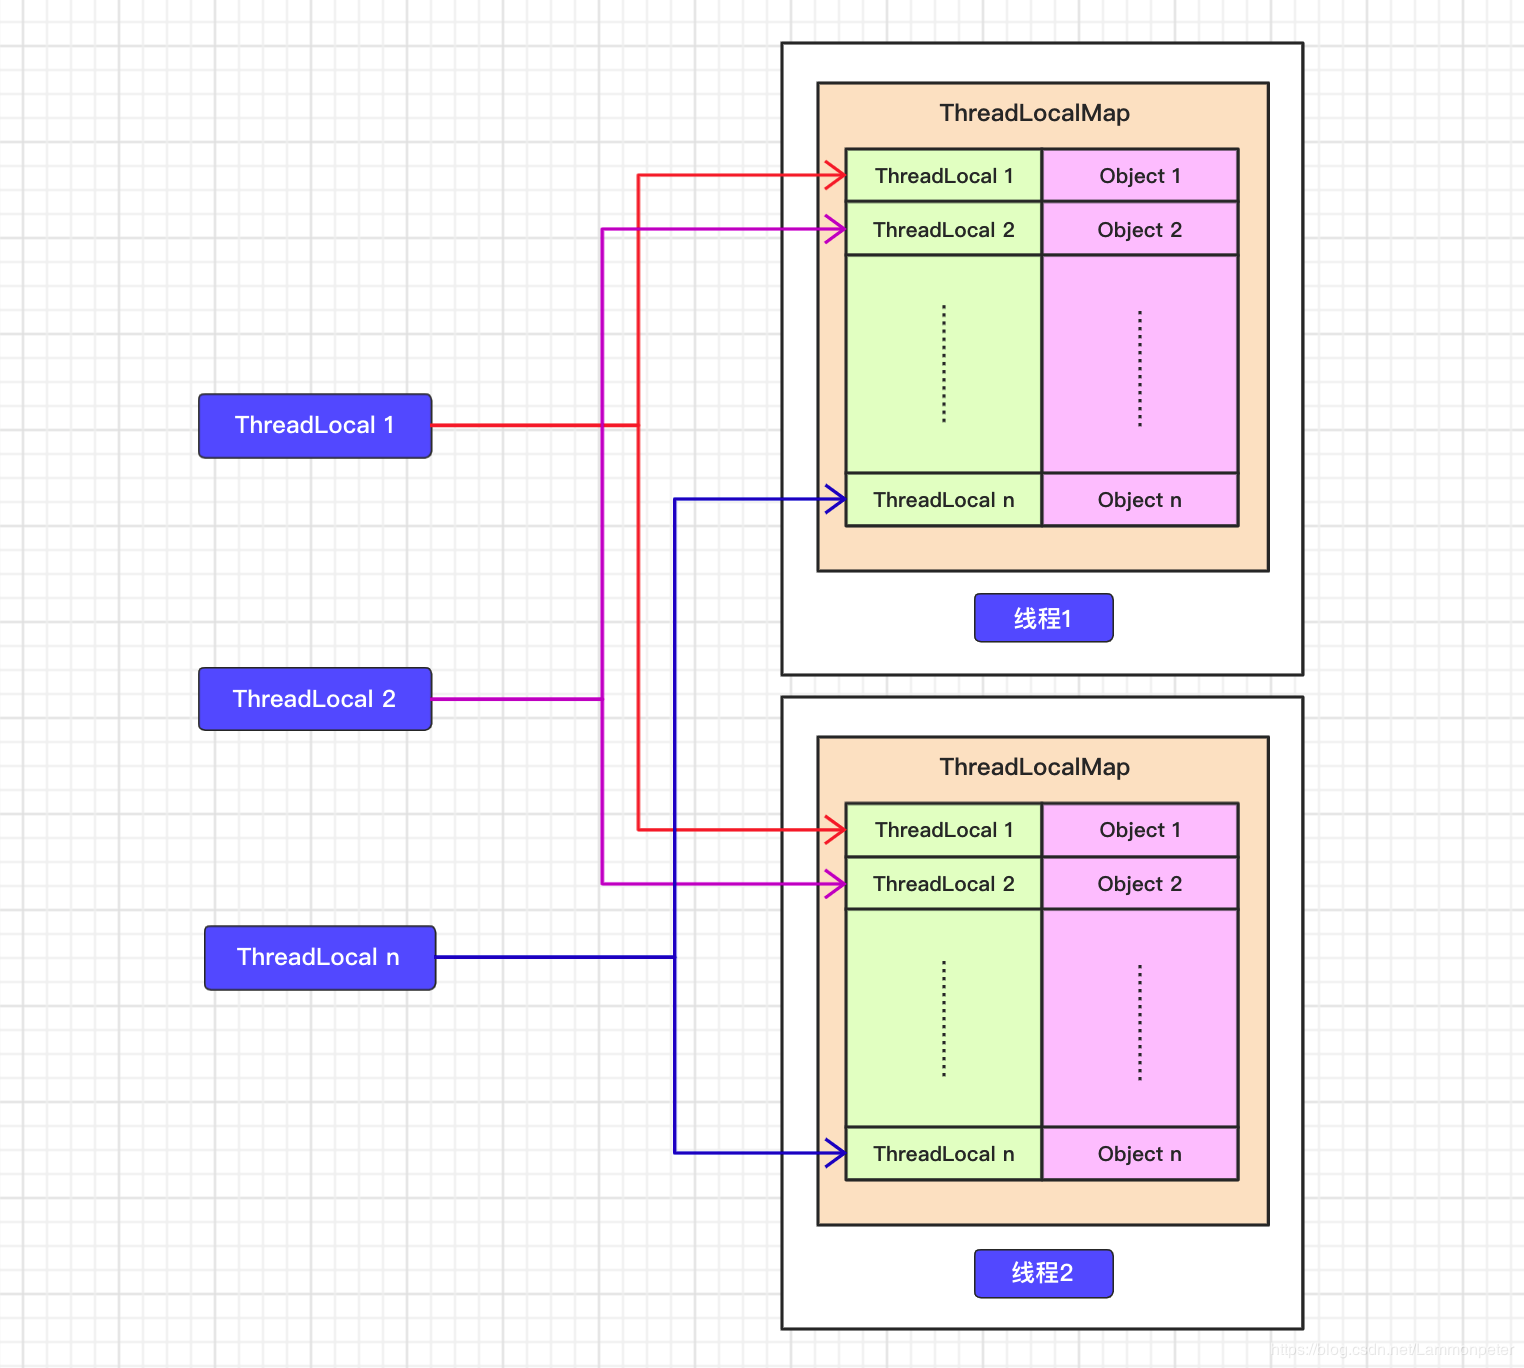 ThreadLocal 1
ThreadLocal 2
ThreadLocal n
ThreadLocalMap
ThreadLocal 1 Object 1
ThreadLocal 2 Object 2
ThreadLocal n Object n
线程1
ThreadLocalMap
ThreadLocal 1 Object 1
ThreadLocal 2 Object 2
ThreadLocal n Object n
线程2
https://blog.csdn.net/Lammonpeter